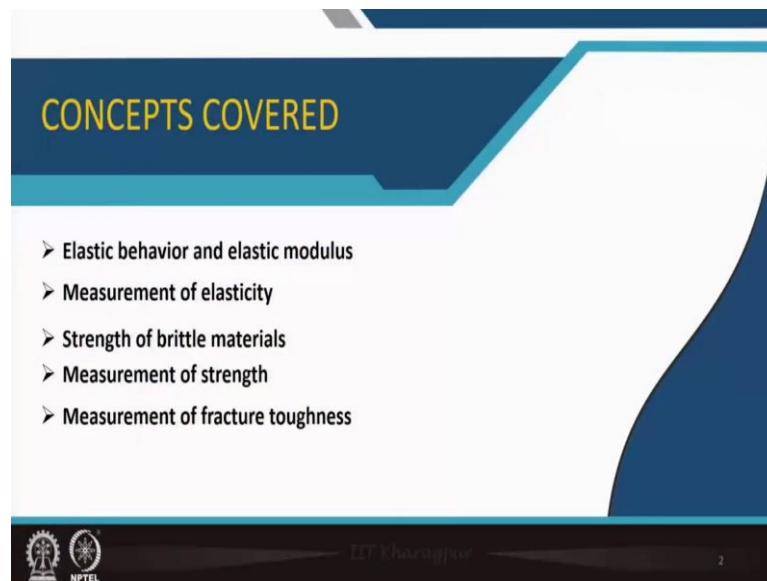 CONCEPTS COVERED
➢ Elastic behavior and elastic modulus
➢ Measurement of elasticity
➢ Strength of brittle materials
➢ Measurement of strength
➢ Measurement of fracture toughness
IIT Kharagpur
NPTEL
2